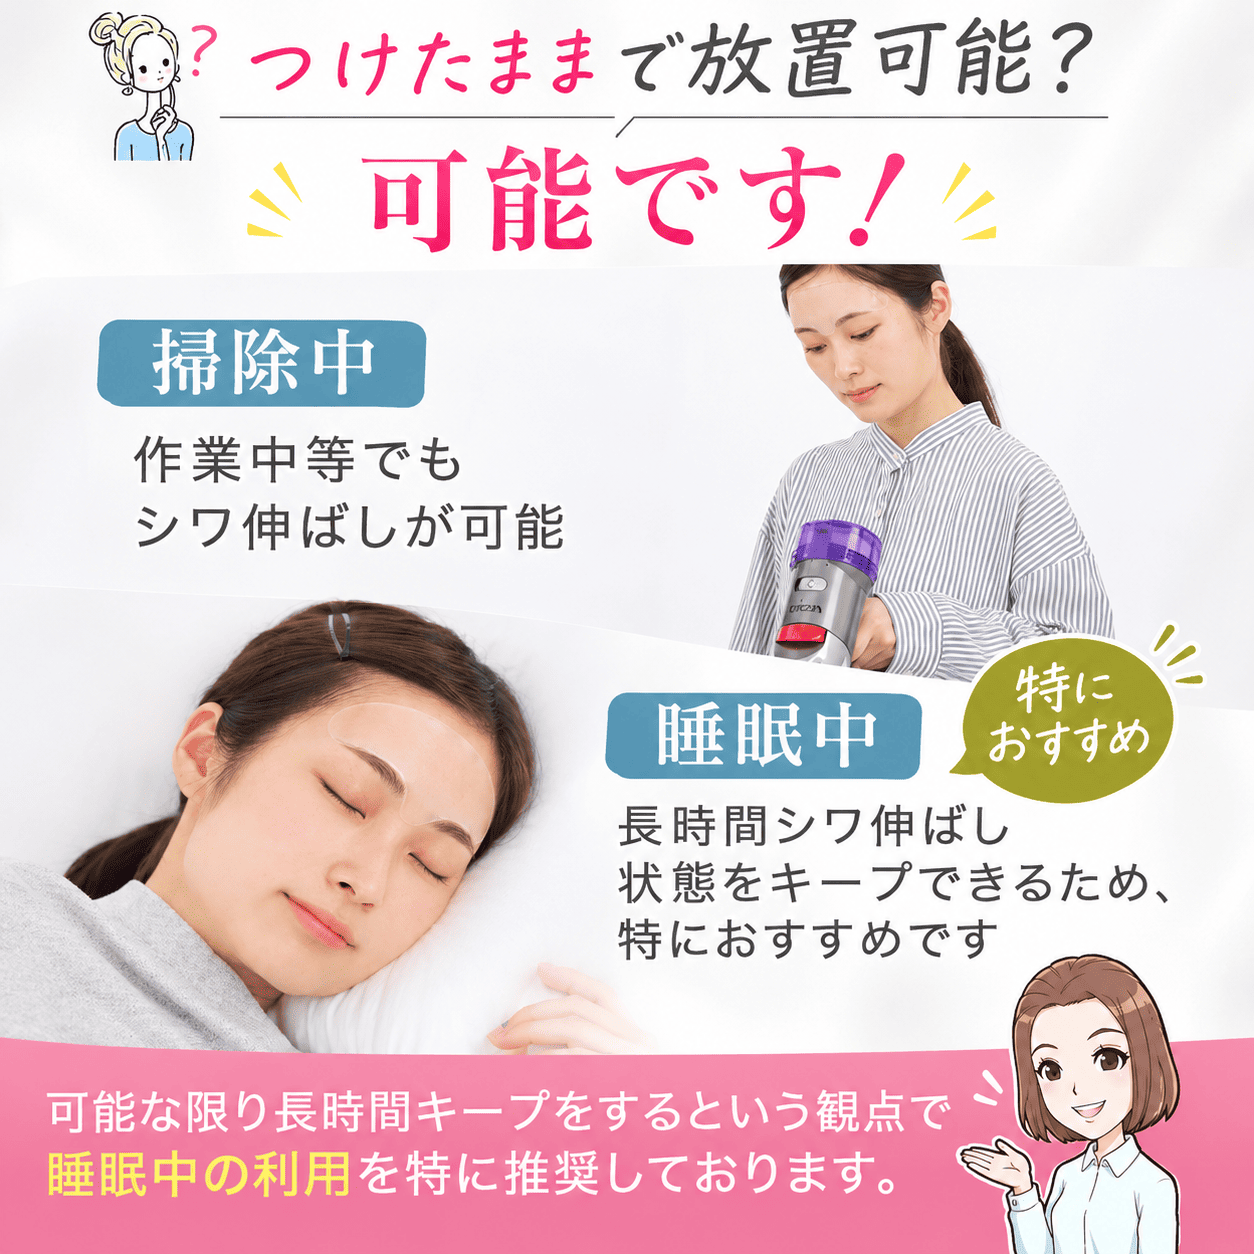 ?
つけたままで放置可能?
可能です!
掃除中
作業中等でも
シワ伸ばしが可能
特に
おすすめ
睡眠中
長時間シワ伸ばし
状態をキープできるため、
特におすすめです
可能な限り長時間キープをするという観点で
睡眠中の利用を特に推奨しております。